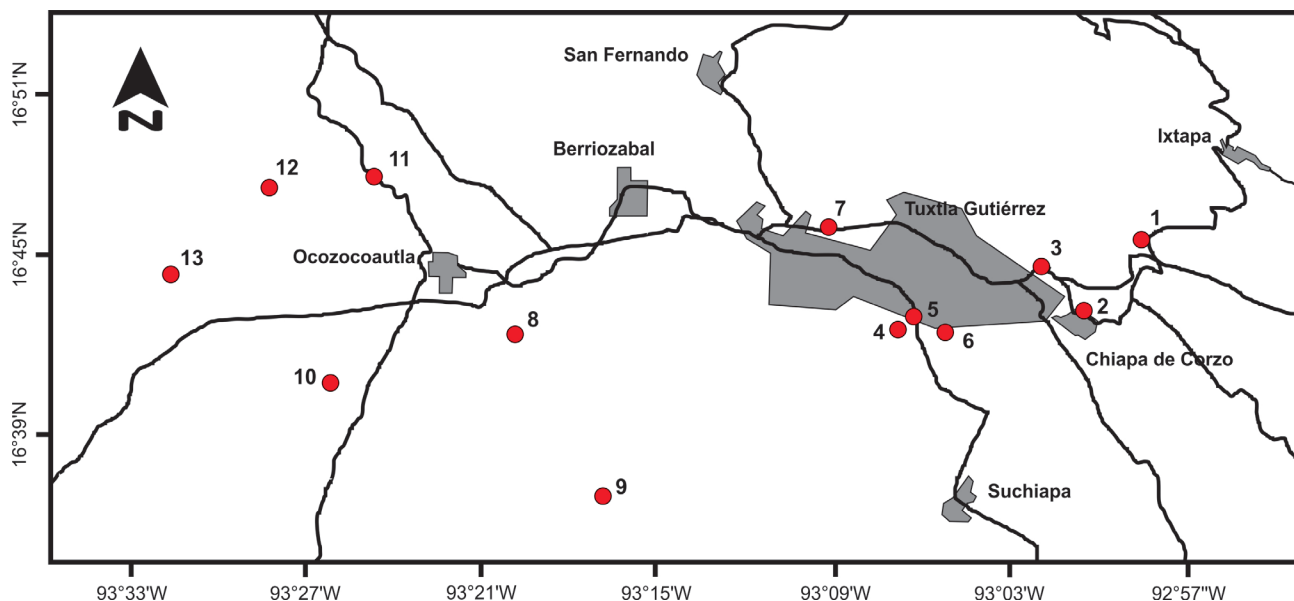 San Fernando
16°51'N
Ixtapa
Berriozabal
12
11
Tuxtla Gutiérrez
7
1
16°45'N
Ocozocoautla
3
13
2
5
8
4
6
Chiapa de Corzo
10
16°39'N
9
Suchiapa
N
93°33'W
93°27'W
93°21'W
93°15'W
93°09'W
93°03'W
92°57'W